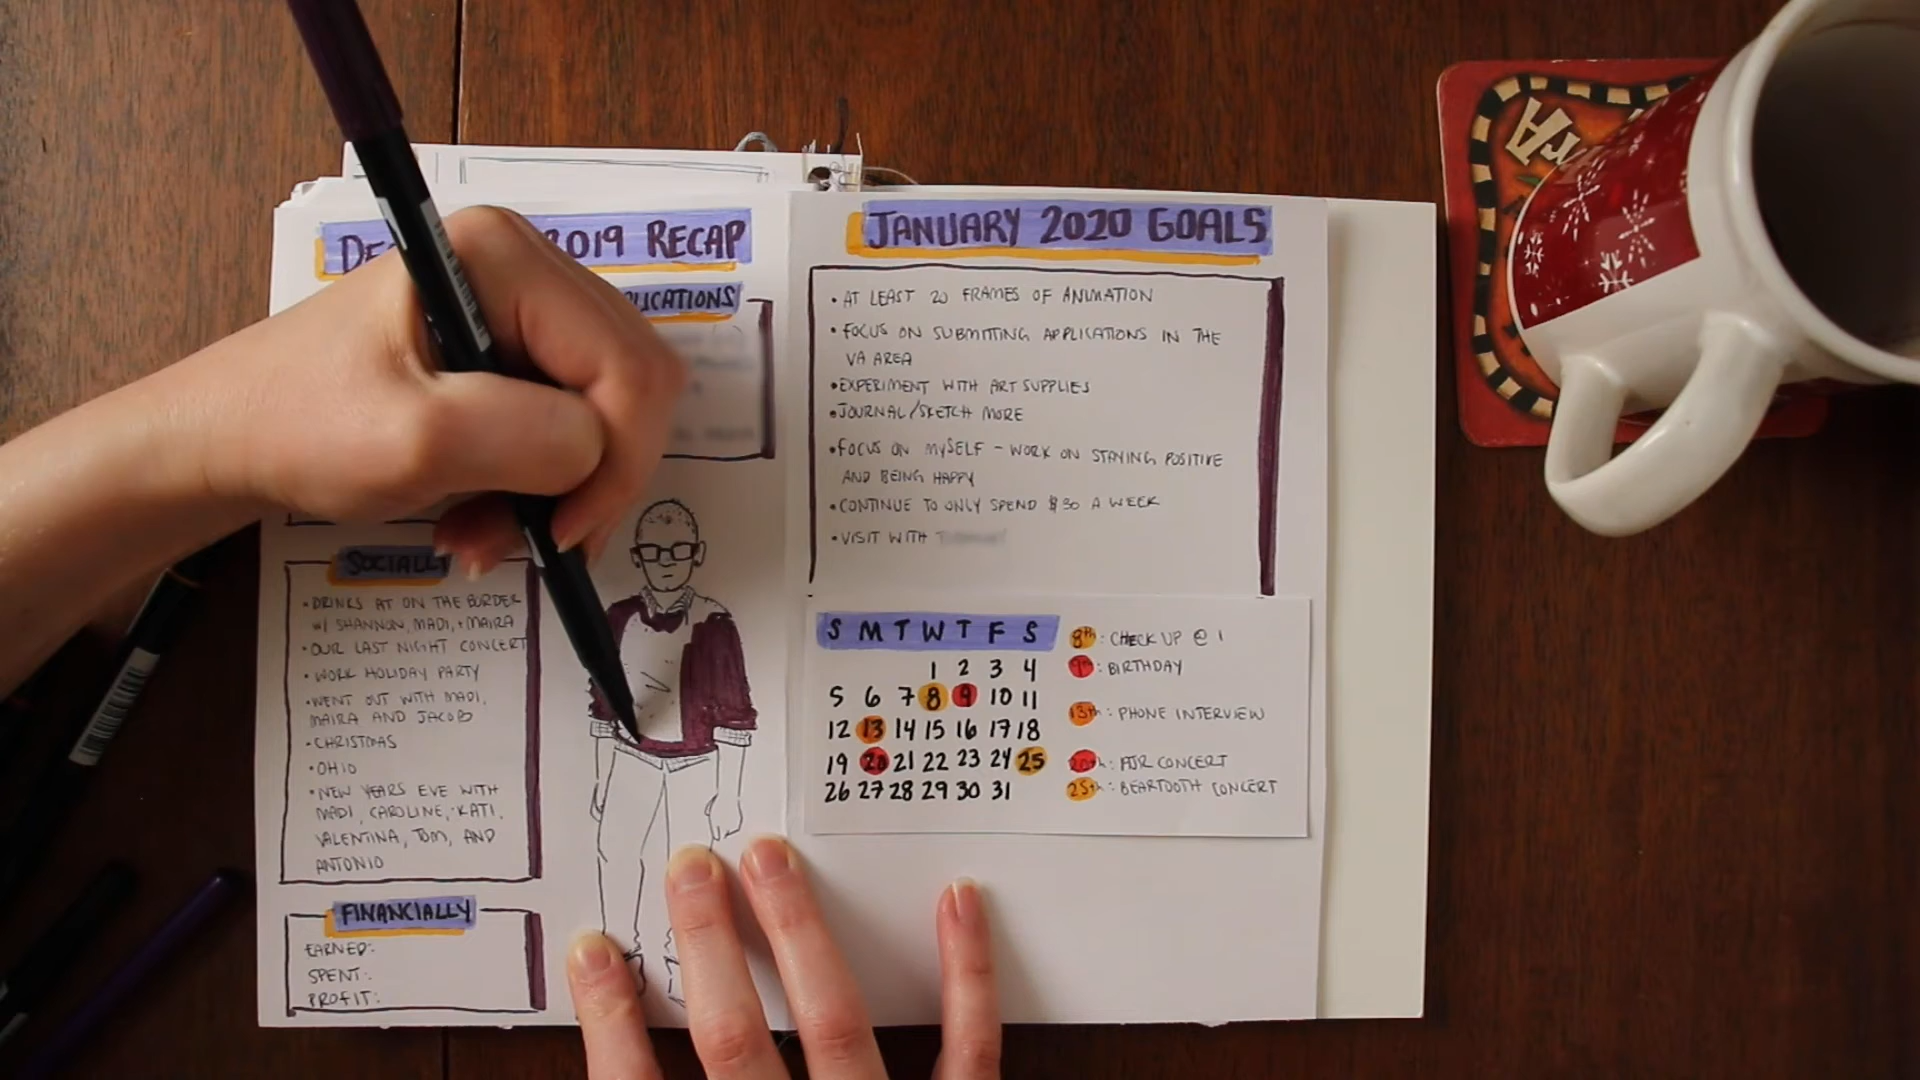 2019 RECAP
SOCIALLY
• DRINKS AT ON THE BORDER
W/ SHANNON, MADI, + MAIRA
• OUR LAST NIGHT CONCERT
• WORK HOLIDAY PARTY
• WENT OUT WITH MADI,
MAIRA AND JACOB
• CHRISTMAS
• OHIO
• NEW YEARS EVE WITH
MADI, CAROLINE, KATI,
VALENTINA, TOM, AND
ANTONIO
FINANCIALLY
EARNED:
SPENT:
PROFIT:
JANUARY 2020 GOALS
• AT LEAST 20 FRAMES OF ANIMATION
• FOCUS ON SUBMITTING APPLICATIONS IN THE
VA AREA
• EXPERIMENT WITH ART SUPPLIES
• JOURNAL/SKETCH MORE
• FOCUS ON MYSELF - WORK ON STAYING POSITIVE
AND BEING HAPPY
• CONTINUE TO ONLY SPEND $30 A WEEK
• VISIT WITH
S M T W T F S
1 2 3 4
5 6 7 8 9 10 11
12 13 14 15 16 17 18
19 20 21 22 23 24 25
26 27 28 29 30 31
8th: CHECK UP @ 1
9th: BIRTHDAY
13th: PHONE INTERVIEW
20th: CONCERT
25th: BEARTOOTH CONCERT